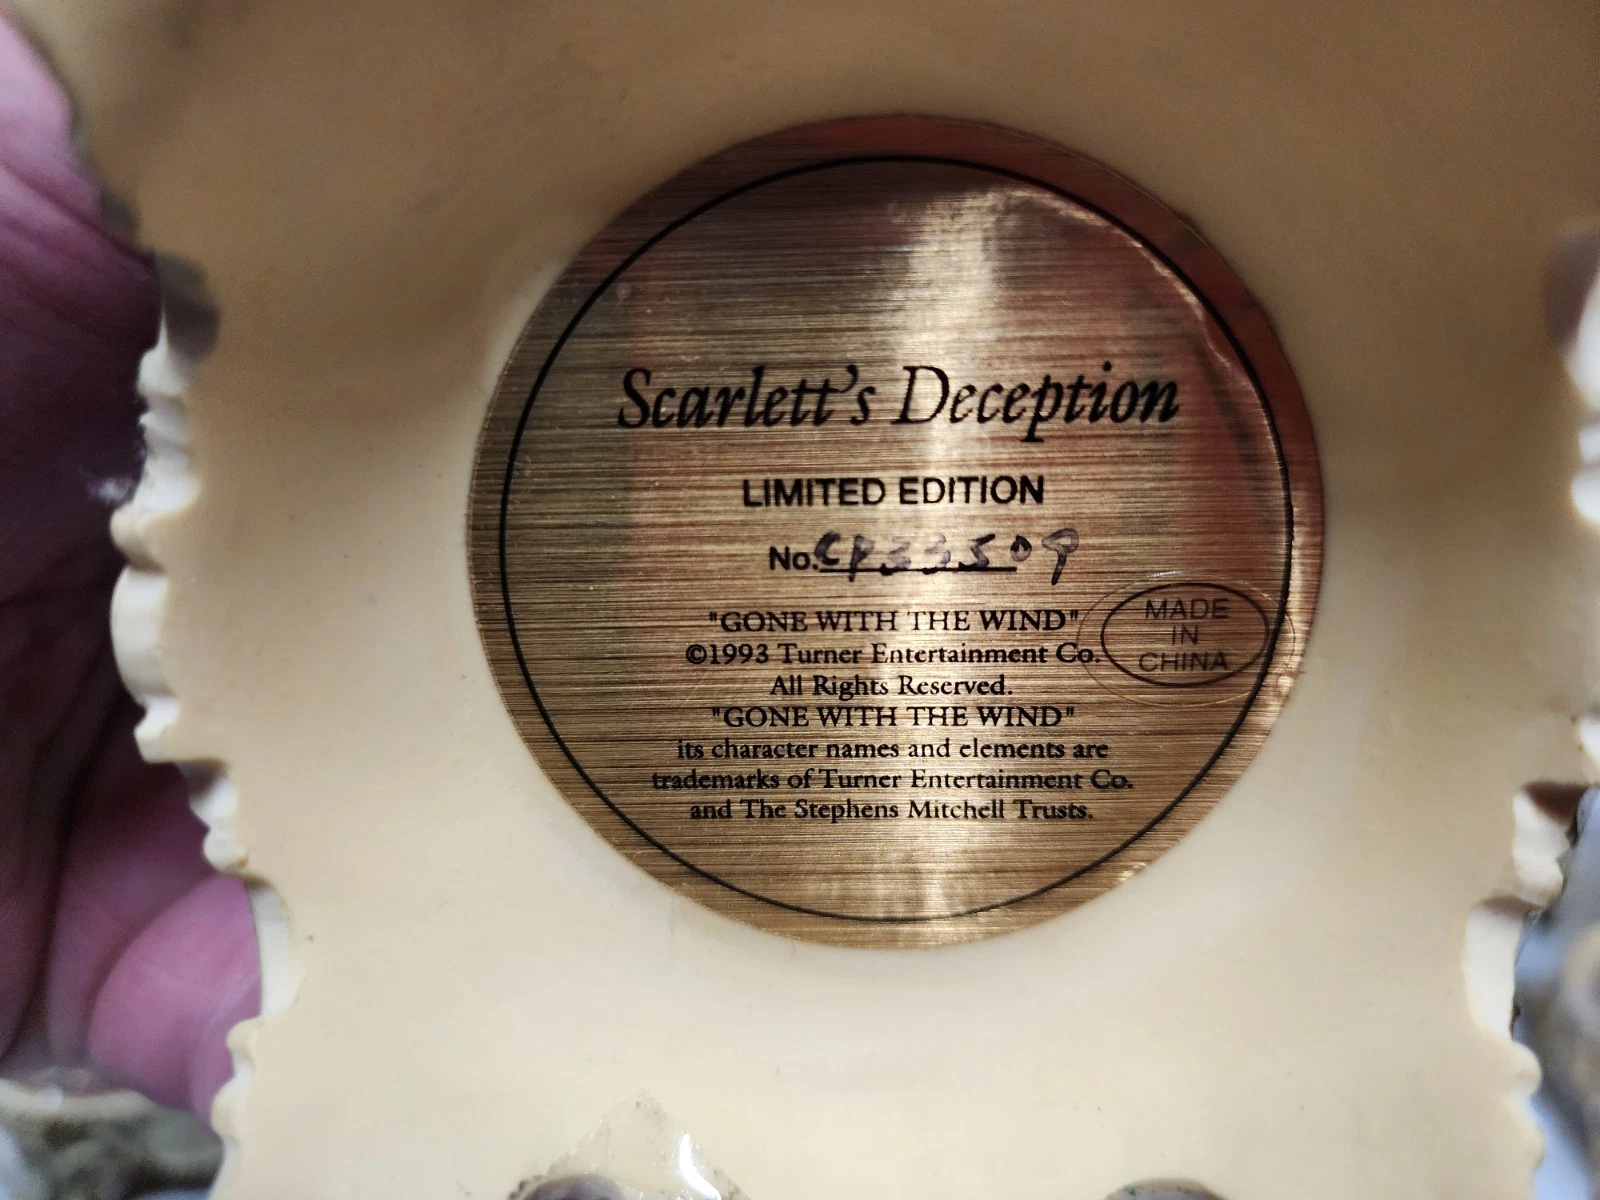 Scarlett's Deception
LIMITED EDITION
No. CP33509
"GONE WITH THE WIND"
©1993 Turner Entertainment Co.
All Rights Reserved.
"GONE WITH THE WIND"
its character names and elements are
trademarks of Turner Entertainment Co.
and The Stephens Mitchell Trusts.
MADE
IN
CHINA